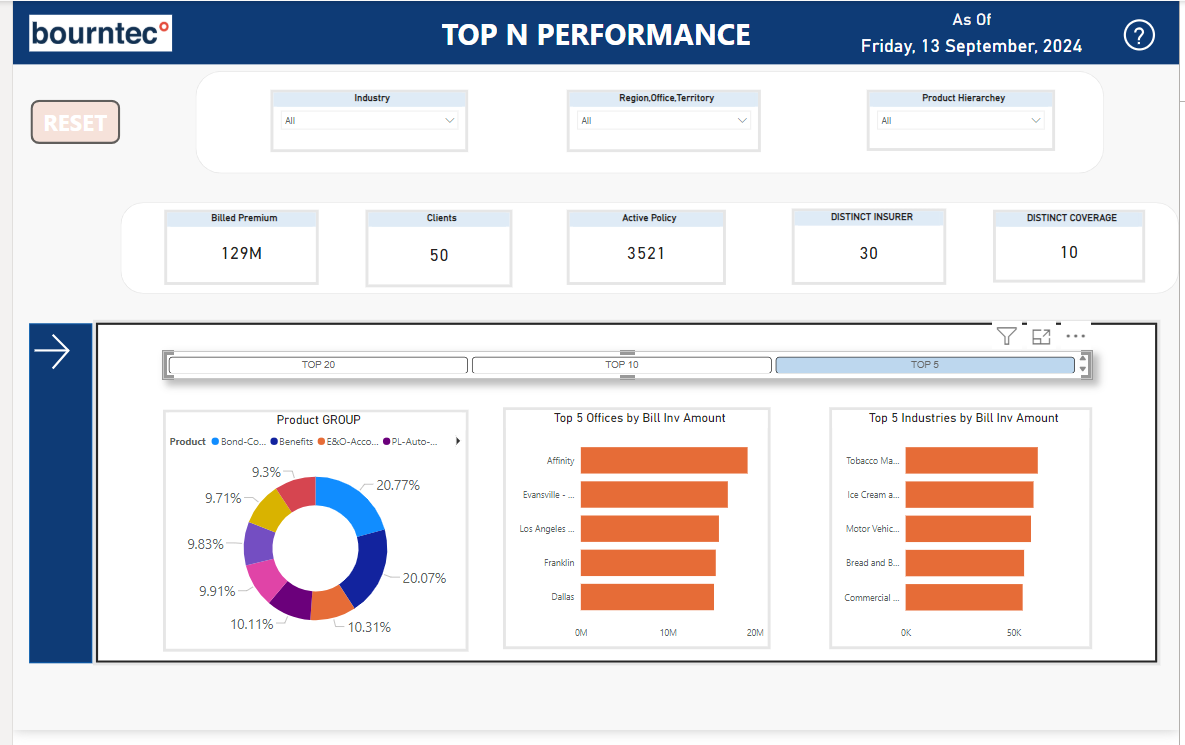 bourntec
TOP N PERFORMANCE
As Of
Friday, 13 September, 2024
?
RESET
Industry
All
Region,Office,Territory
All
Product Hierarchey
All
Billed Premium
129M
Clients
50
Active Policy
3521
DISTINCT INSURER
30
DISTINCT COVERAGE
10
TOP 20
TOP 10
TOP 5
Product GROUP
Product Bond-Co... Benefits E&O-Acco... PL-Auto-...
20.77%
20.07%
10.31%
10.11%
9.91%
9.83%
9.71%
9.3%
Top 5 Offices by Bill Inv Amount
Affinity
Evansville - ...
Los Angeles ...
Franklin
Dallas
0M 10M 20M
Top 5 Industries by Bill Inv Amount
Tobacco Ma...
Ice Cream a...
Motor Vehic...
Bread and B...
Commercial ...
0K 50K